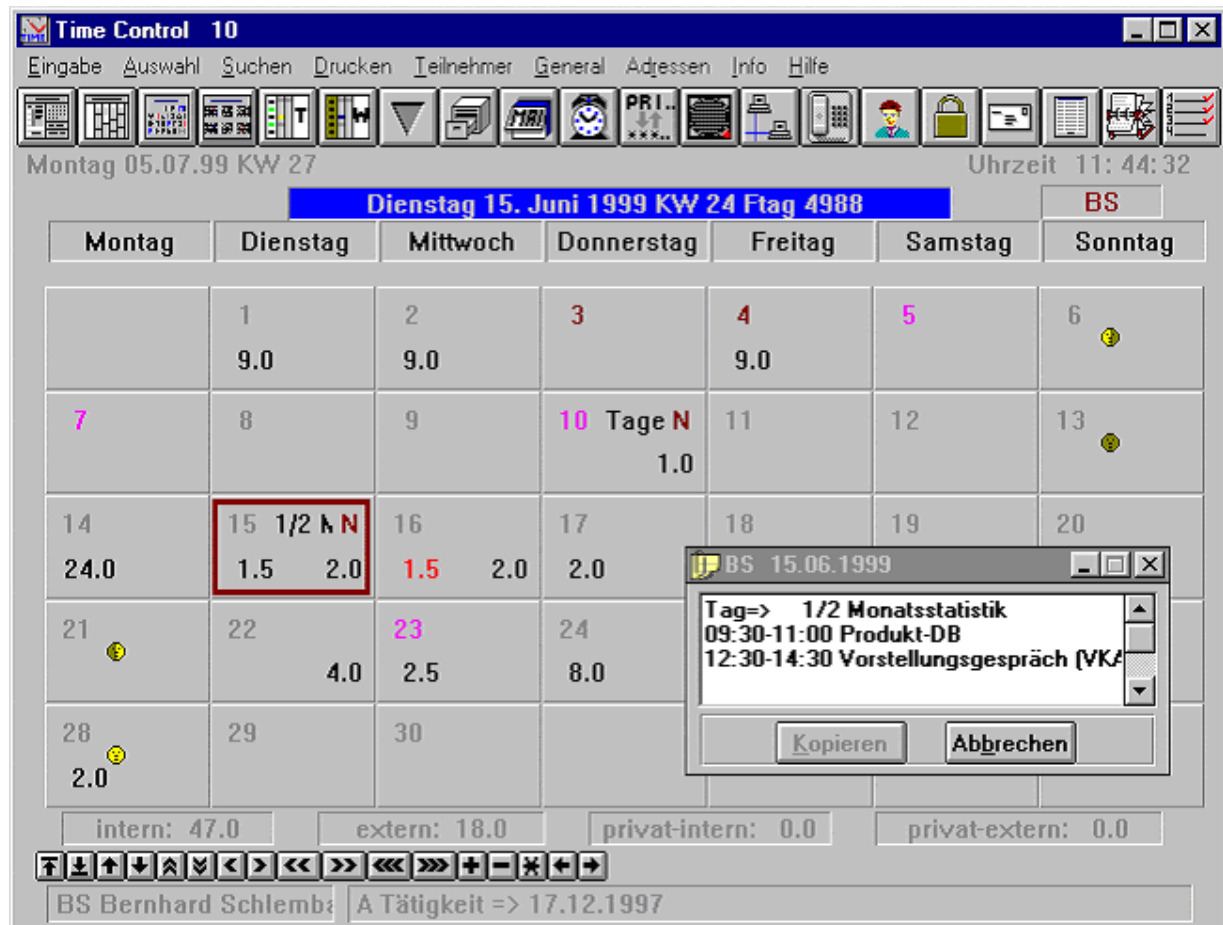 Time Control 10
Eingabe Auswahl Suchen Drucken Teilnehmer General Adressen Info Hilfe
T W MAI PRI..
Montag 05.07.99 KW 27 Uhrzeit 11: 44: 32
Dienstag 15. Juni 1999 KW 24 Ftag 4988 BS
Montag Dienstag Mittwoch Donnerstag Freitag Samstag Sonntag
1 2 3 4 5 6
9.0 9.0 9.0
7 8 9 10 Tage N 11 12 13
1.0
14 15 1/2 N 16 17 18 19 20
24.0 1.5 2.0 1.5 2.0 2.0
BS 15.06.1999
Tag=> 1/2 Monatsstatistik
09:30-11:00 Produkt-DB
12:30-14:30 Vorstellungsgespräch (VKA
Kopieren Abbrechen
21 22 23 24
4.0 2.5 8.0
28 29 30
2.0
intern: 47.0 extern: 18.0 privat-intern: 0.0 privat-extern: 0.0
BS Bernhard Schlemba A Tätigkeit => 17.12.1997